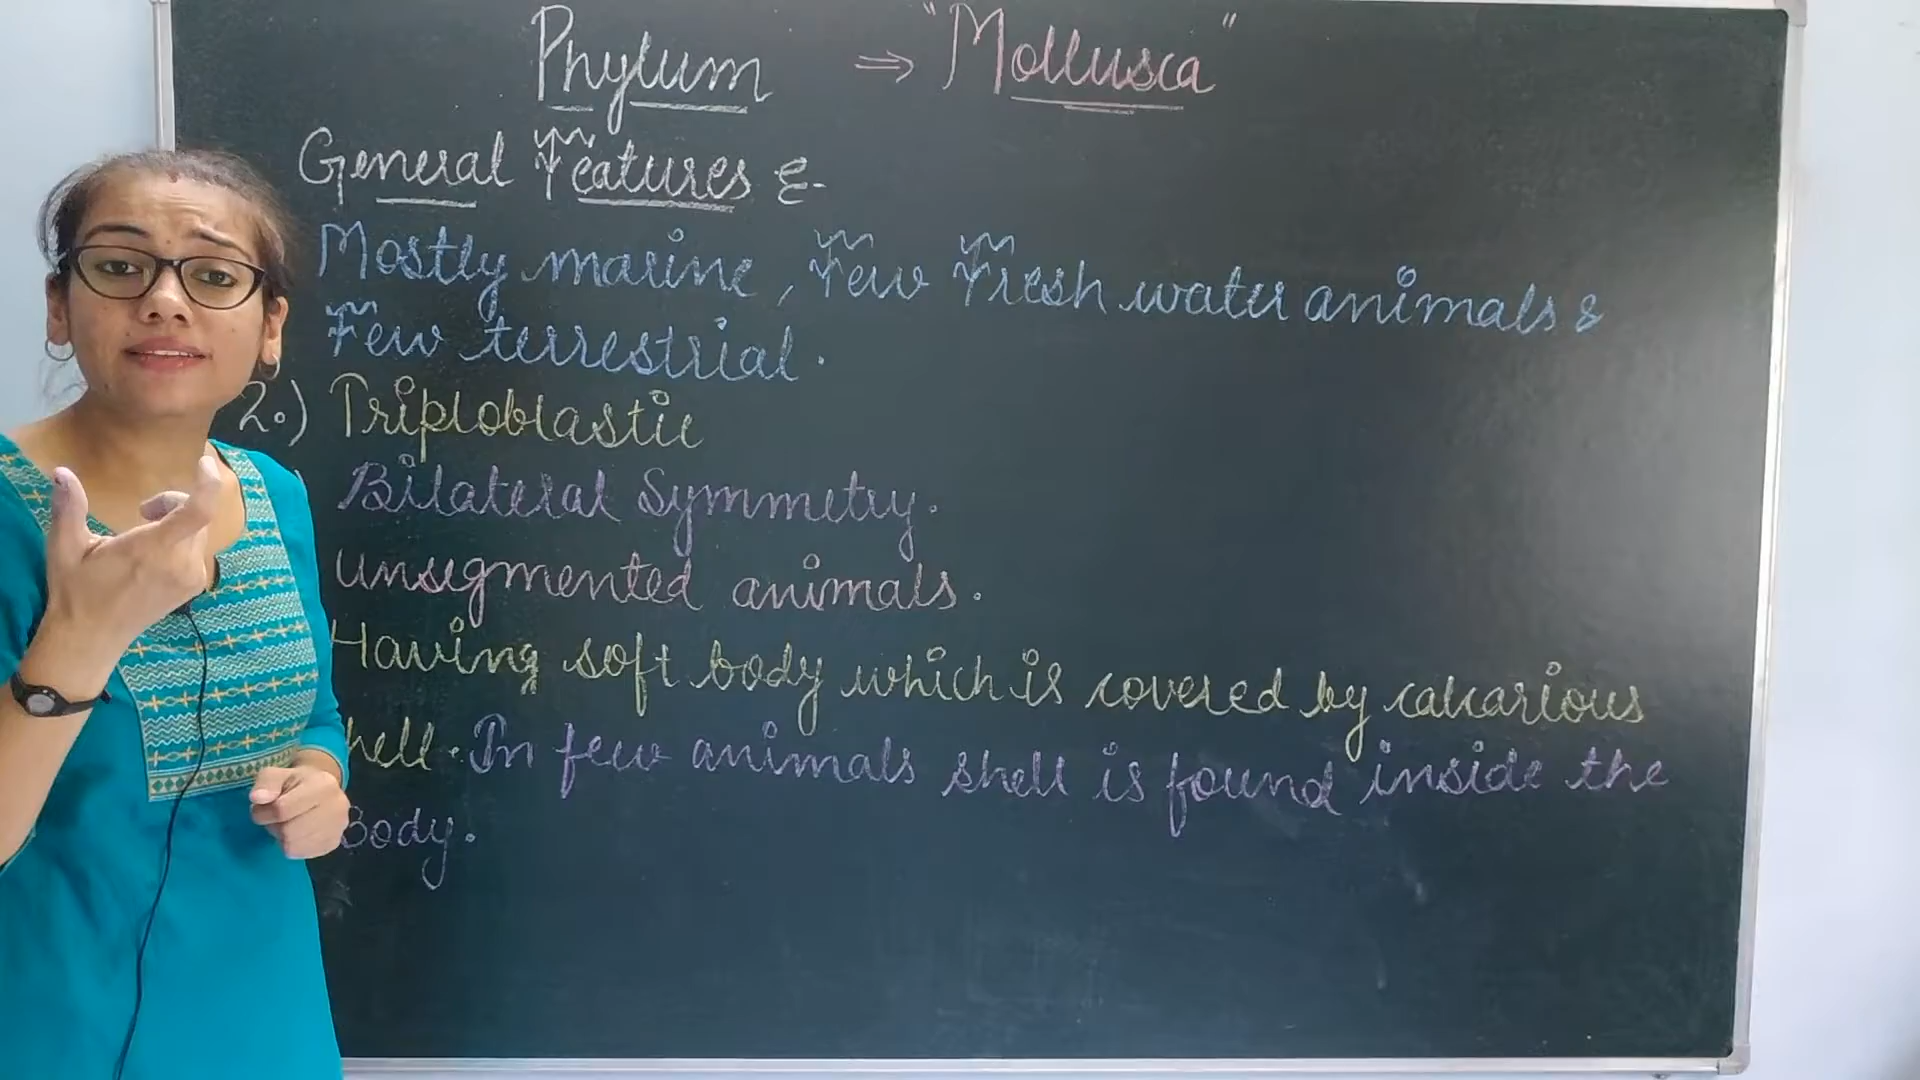 Phylum ⇒ "Mollusca"
General Features :-
Mostly marine, Few Fresh water animals &
Few terrestrial.
2.) Triploblastic
Bilateral Symmetry.
Unsegmented animals.
Having soft body which is covered by calcarious
hell. In few animals shell is found inside the
Body.